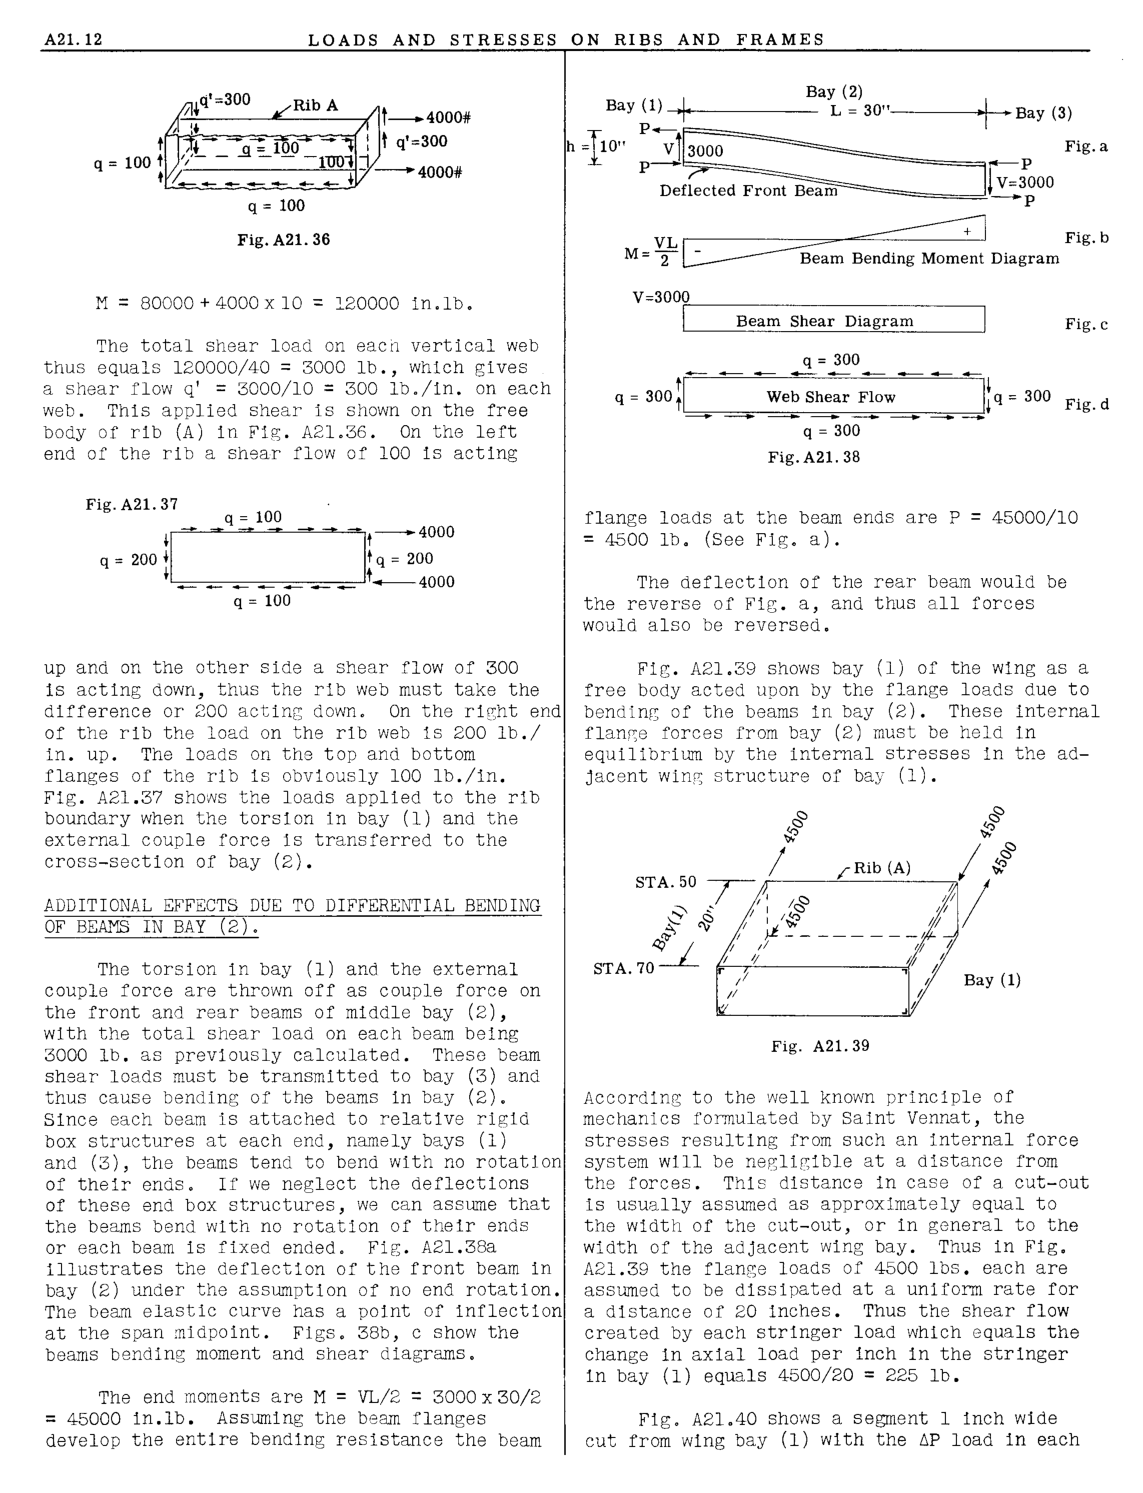 A21.12
LOADS AND STRESSES ON RIBS AND FRAMES
q'=300
Rib A
4000#
q = 100
q'=300
q = 100
100
4000#
q = 100
Fig. A21.36
M = 80000 + 4000 x 10 = 120000 in.lb.
The total shear load on each vertical web
thus equals 120000/40 = 3000 lb., which gives
a shear flow q' = 3000/10 = 300 lb./in. on each
web. This applied shear is shown on the free
body of rib (A) in Fig. A21.36. On the left
end of the rib a shear flow of 100 is acting
Fig. A21.37
q = 100
4000
q = 200
q = 200
4000
q = 100
up and on the other side a shear flow of 300
is acting down, thus the rib web must take the
difference or 200 acting down. On the right end
of the rib the load on the rib web is 200 lb./
in. up. The loads on the top and bottom
flanges of the rib is obviously 100 lb./in.
Fig. A21.37 shows the loads applied to the rib
boundary when the torsion in bay (1) and the
external couple force is transferred to the
cross-section of bay (2).
ADDITIONAL EFFECTS DUE TO DIFFERENTIAL BENDING
OF BEAMS IN BAY (2).
The torsion in bay (1) and the external
couple force are thrown off as couple force on
the front and rear beams of middle bay (2),
with the total shear load on each beam being
3000 lb. as previously calculated. These beam
shear loads must be transmitted to bay (3) and
thus cause bending of the beams in bay (2).
Since each beam is attached to relative rigid
box structures at each end, namely bays (1)
and (3), the beams tend to bend with no rotation
of their ends. If we neglect the deflections
of these end box structures, we can assume that
the beams bend with no rotation of their ends
or each beam is fixed ended. Fig. A21.38a
illustrates the deflection of the front beam in
bay (2) under the assumption of no end rotation.
The beam elastic curve has a point of inflection
at the span midpoint. Figs. 38b, c show the
beams bending moment and shear diagrams.
The end moments are M = VL/2 = 3000 x 30/2
= 45000 in.lb. Assuming the beam flanges
develop the entire bending resistance the beam
Bay (2)
Bay (1)
L = 30"
Bay (3)
P
h = 10"
V
3000
Fig. a
P
P
V=3000
Deflected Front Beam
P
M = VL/2
-
+
Fig. b
Beam Bending Moment Diagram
V=3000
Beam Shear Diagram
Fig. c
q = 300
q = 300
Web Shear Flow
q = 300
Fig. d
q = 300
Fig. A21.38
flange loads at the beam ends are P = 45000/10
= 4500 lb. (See Fig. a).
The deflection of the rear beam would be
the reverse of Fig. a, and thus all forces
would also be reversed.
Fig. A21.39 shows bay (1) of the wing as a
free body acted upon by the flange loads due to
bending of the beams in bay (2). These internal
flange forces from bay (2) must be held in
equilibrium by the internal stresses in the ad-
jacent wing structure of bay (1).
4500
4500
4500
Rib (A)
STA. 50
4500
20"
Bay(1)
STA. 70
Bay (1)
Fig. A21.39
According to the well known principle of
mechanics formulated by Saint Vennat, the
stresses resulting from such an internal force
system will be negligible at a distance from
the forces. This distance in case of a cut-out
is usually assumed as approximately equal to
the width of the cut-out, or in general to the
width of the adjacent wing bay. Thus in Fig.
A21.39 the flange loads of 4500 lbs. each are
assumed to be dissipated at a uniform rate for
a distance of 20 inches. Thus the shear flow
created by each stringer load which equals the
change in axial load per inch in the stringer
in bay (1) equals 4500/20 = 225 lb.
Fig. A21.40 shows a segment 1 inch wide
cut from wing bay (1) with the ΔP load in each